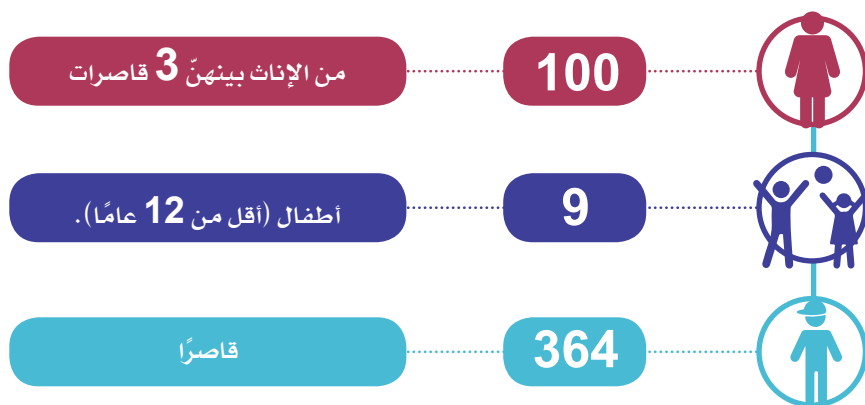 100
من الإناث بينهنّ 3 قاصرات
9
أطفال (أقل من 12 عامًا).
364
قاصرًا